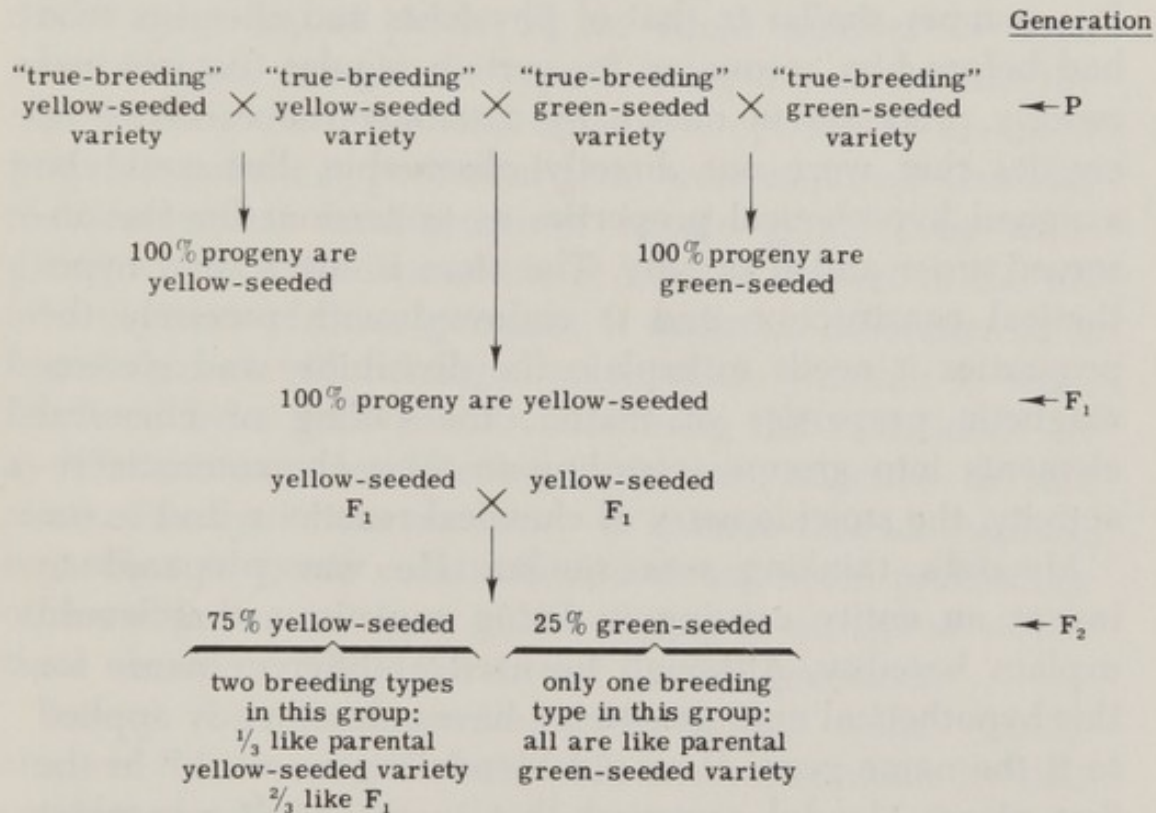 Generation
“true-breeding” “true-breeding” “true-breeding” “true-breeding”
yellow-seeded × yellow-seeded × green-seeded × green-seeded ← P
variety variety variety variety
100% progeny are 100% progeny are
yellow-seeded green-seeded
100% progeny are yellow-seeded ← F₁
yellow-seeded × yellow-seeded
F₁ F₁
75% yellow-seeded 25% green-seeded ← F₂
two breeding types only one breeding
in this group: type in this group:
⅓ like parental all are like parental
yellow-seeded variety green-seeded variety
⅔ like F₁